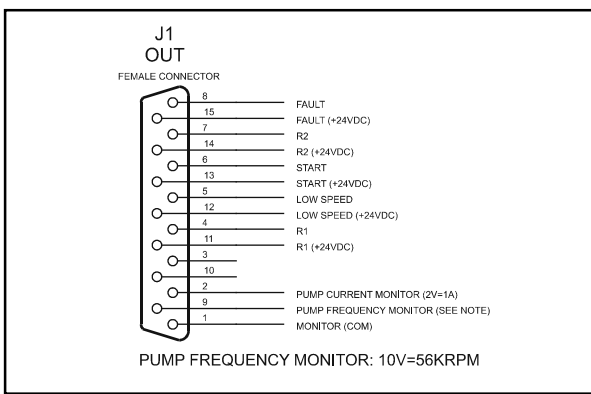 J1
OUT
FEMALE CONNECTOR
8 FAULT
15 FAULT (+24VDC)
7 R2
14 R2 (+24VDC)
6 START
13 START (+24VDC)
5 LOW SPEED
12 LOW SPEED (+24VDC)
4 R1
11 R1 (+24VDC)
3
10
2 PUMP CURRENT MONITOR (2V=1A)
9 PUMP FREQUENCY MONITOR (SEE NOTE)
1 MONITOR (COM)
PUMP FREQUENCY MONITOR: 10V=56KRPM